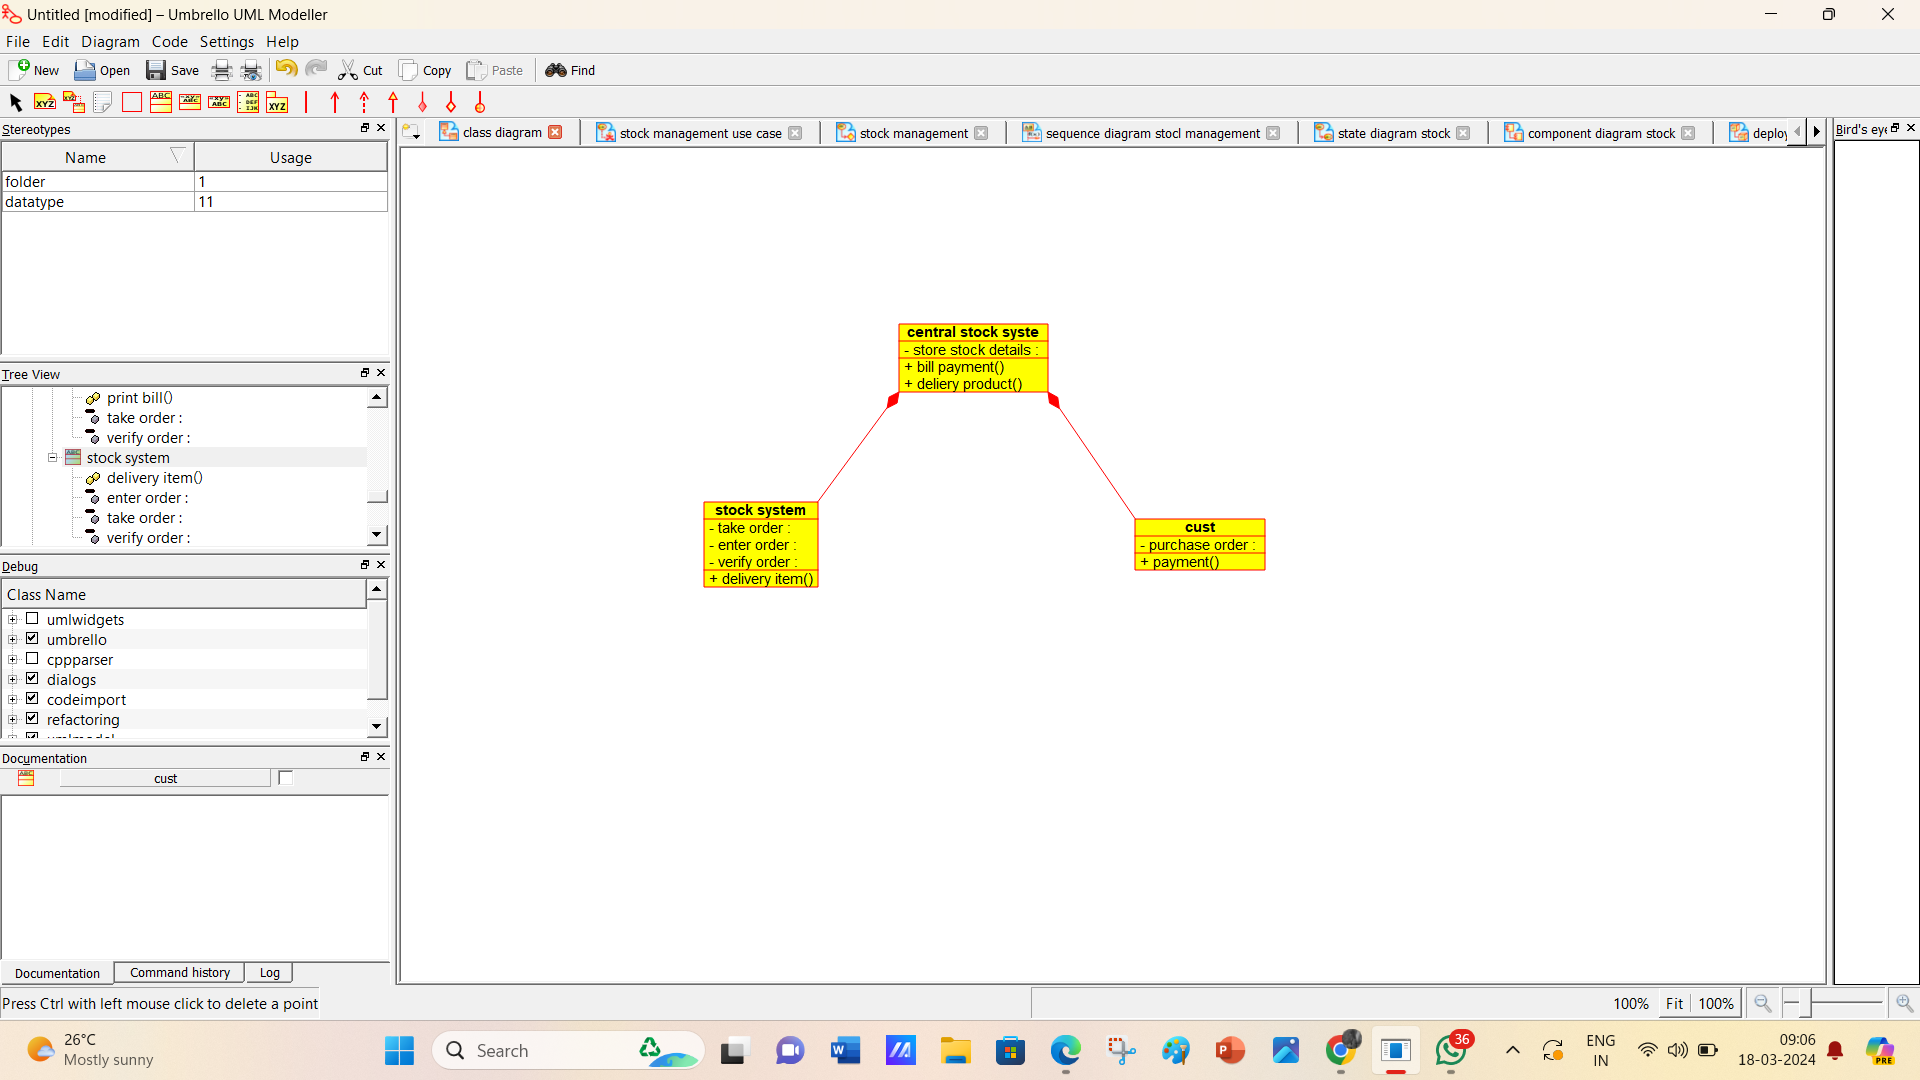 Untitled [modified] – Umbrello UML Modeller
File Edit Diagram Code Settings Help
New Open Save Cut Copy Paste Find
Stereotypes
Name Usage
folder 1
datatype 11
Tree View
print bill()
take order :
verify order :
stock system
delivery item()
enter order :
take order :
verify order :
Debug
Class Name
umlwidgets
umbrello
cppparser
dialogs
codeimport
refactoring
umlmodel
Documentation
cust
Documentation Command history Log
Press Ctrl with left mouse click to delete a point
class diagram stock management use case stock management sequence diagram stocl management state diagram stock component diagram stock deploy
Bird's eye
central stock syste
- store stock details :
+ bill payment()
+ deliery product()
stock system
- take order :
- enter order :
- verify order :
+ delivery item()
cust
- purchase order :
+ payment()
100% Fit 100%
26°C
Mostly sunny
Search
36
ENG
IN
09:06
18-03-2024
PRE